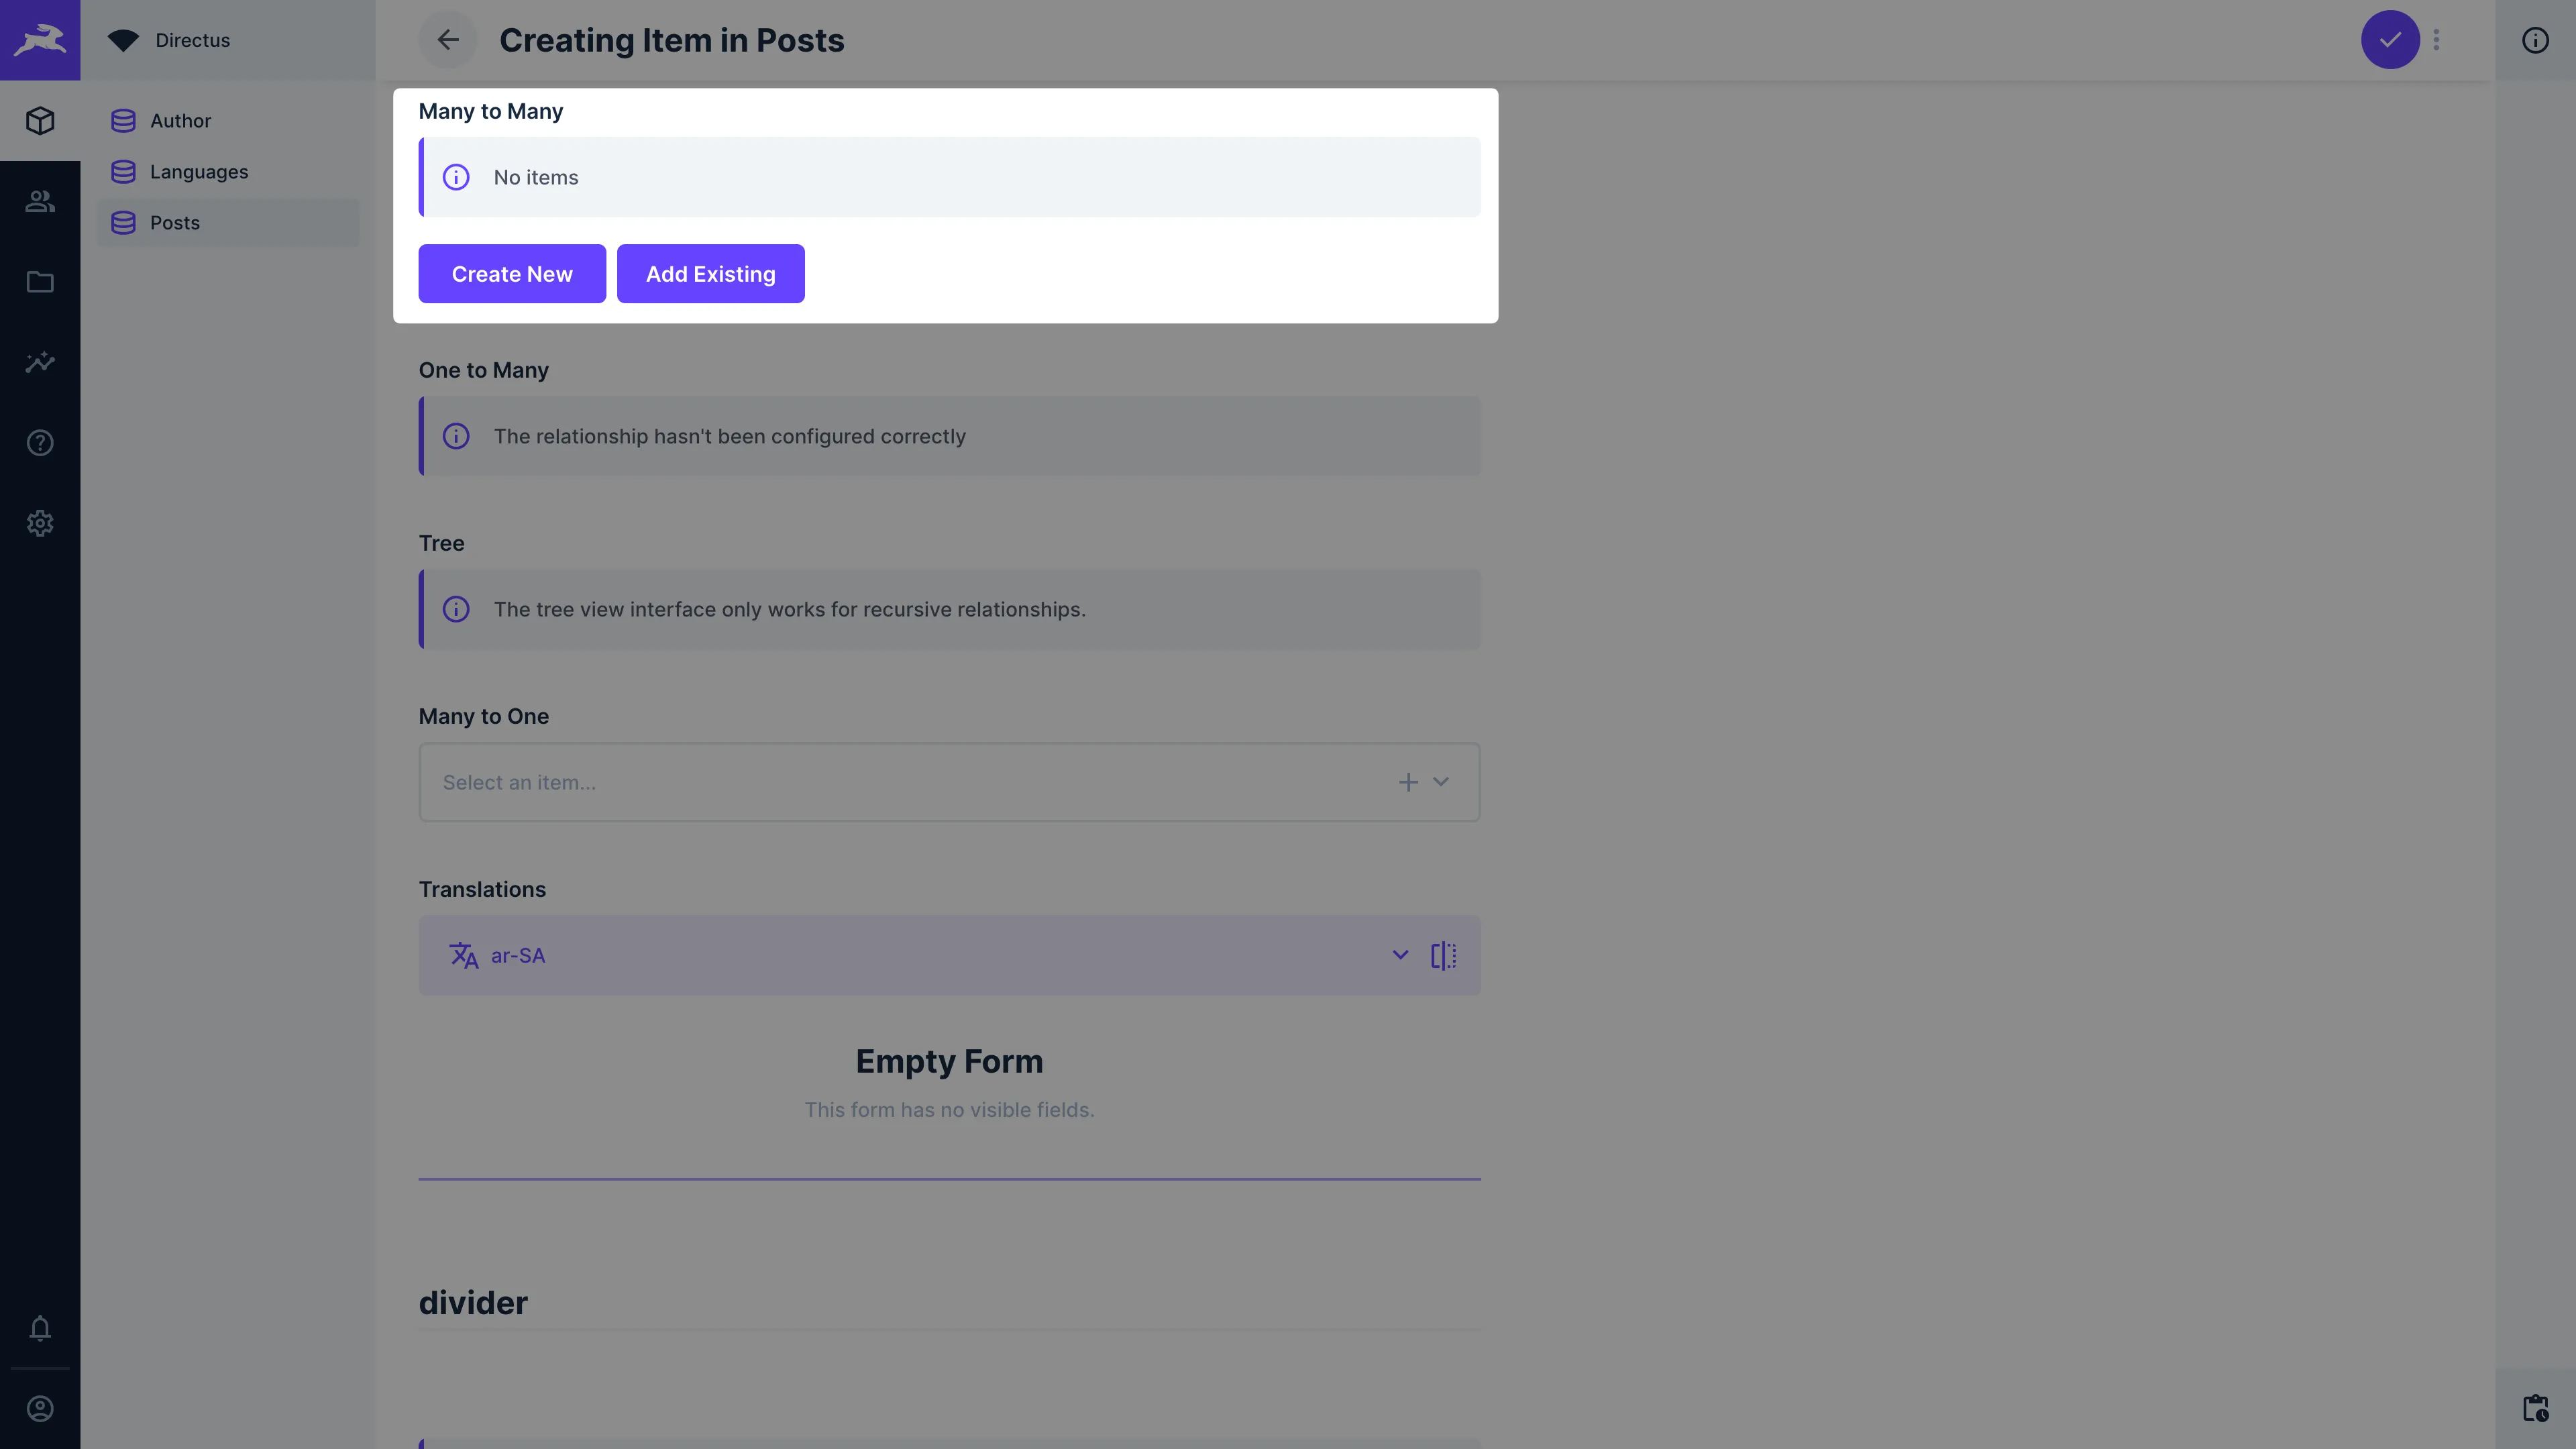 Directus
Creating Item in Posts
Author
Languages
Posts
Many to Many
No items
Create New
Add Existing
One to Many
The relationship hasn't been configured correctly
Tree
The tree view interface only works for recursive relationships.
Many to One
Select an item...
Translations
ar-SA
Empty Form
This form has no visible fields.
divider